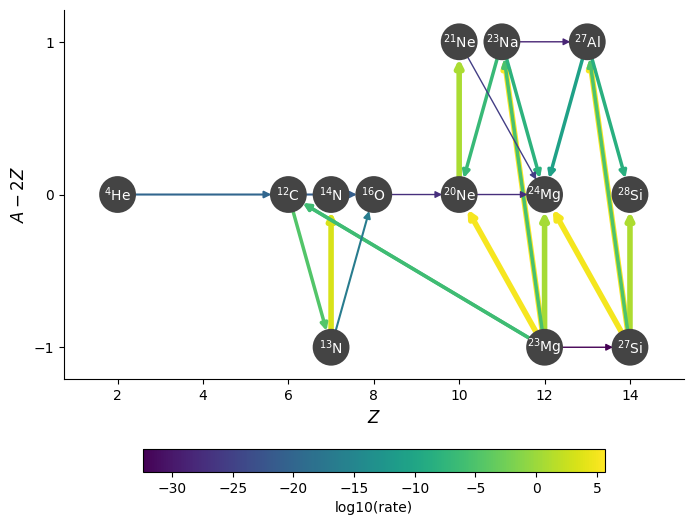 1
0
−1
A − 2Z
²¹Ne ²³Na ²⁷Al
⁴He ¹²C ¹⁴N ¹⁶O ²⁰Ne ²⁴Mg ²⁸Si
¹³N ²³Mg ²⁷Si
2 4 6 8 10 12 14
Z
−30 −25 −20 −15 −10 −5 0 5
log10(rate)